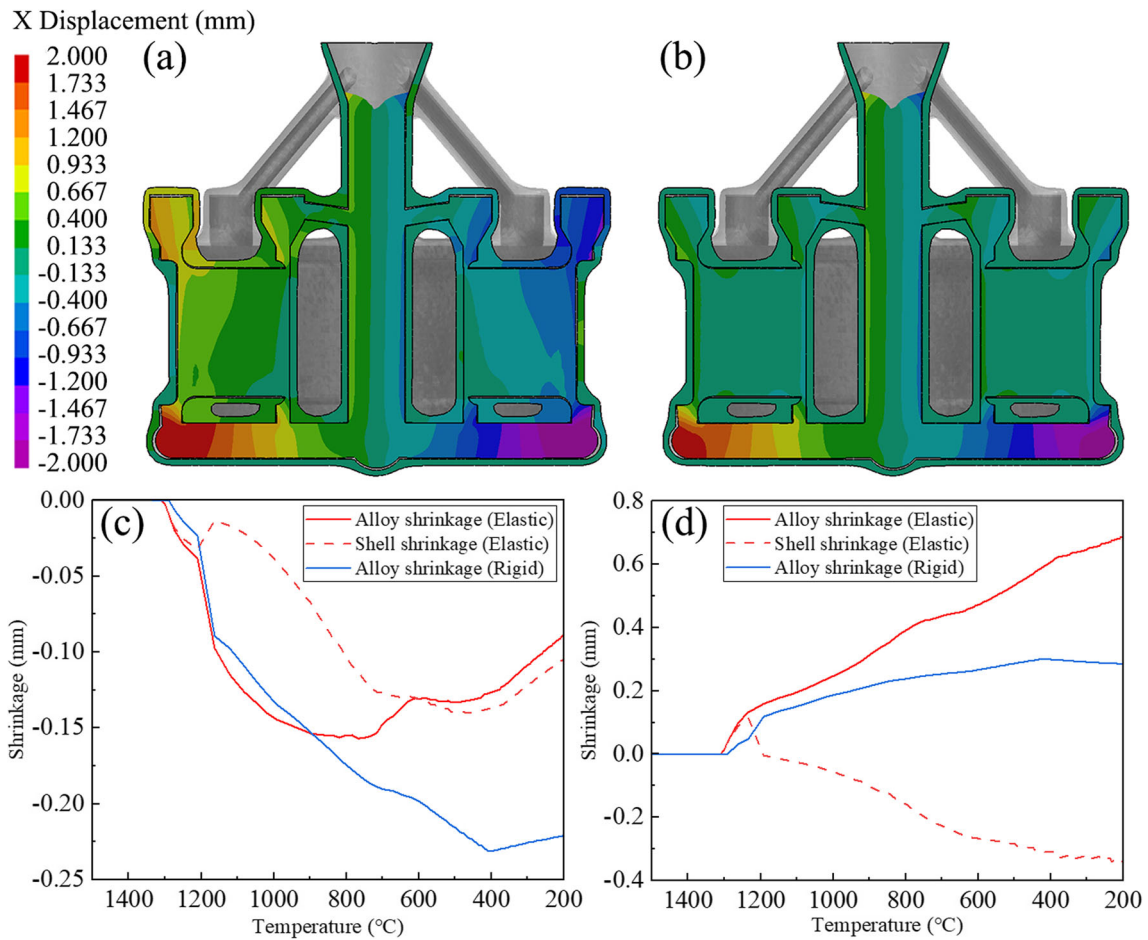 X Displacement (mm)
2.000
1.733
1.467
1.200
0.933
0.667
0.400
0.133
-0.133
-0.400
-0.667
-0.933
-1.200
-1.467
-1.733
-2.000
(a)
(b)
(c)
Alloy shrinkage (Elastic)
Shell shrinkage (Elastic)
Alloy shrinkage (Rigid)
Shrinkage (mm)
0.00
-0.05
-0.10
-0.15
-0.20
-0.25
1400 1200 1000 800 600 400 200
Temperature (°C)
(d)
Alloy shrinkage (Elastic)
Shell shrinkage (Elastic)
Alloy shrinkage (Rigid)
Shrinkage (mm)
0.8
0.6
0.4
0.2
0.0
-0.2
-0.4
1400 1200 1000 800 600 400 200
Temperature (°C)